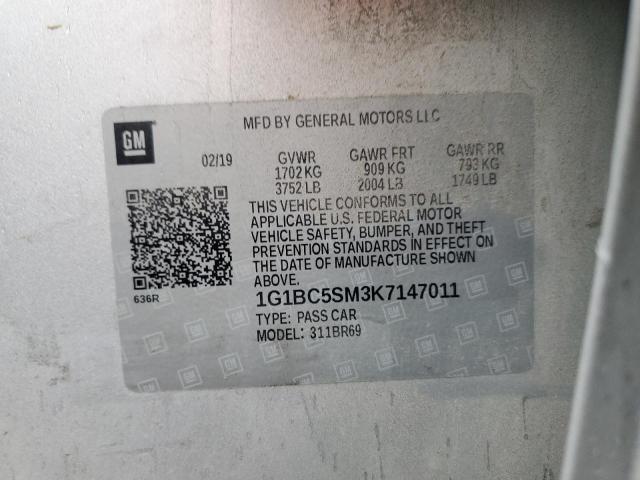 MFD BY GENERAL MOTORS LLC
GM
02/19 GVWR GAWR FRT GAWR RR
1702 KG 909 KG 793 KG
3752 LB 2004 LB 1749 LB
THIS VEHICLE CONFORMS TO ALL
APPLICABLE U.S. FEDERAL MOTOR
VEHICLE SAFETY, BUMPER, AND THEFT
PREVENTION STANDARDS IN EFFECT ON
THE DATE OF MANUFACTURE SHOWN
ABOVE.
636R
1G1BC5SM3K7147011
TYPE: PASS CAR
MODEL: 311BR69